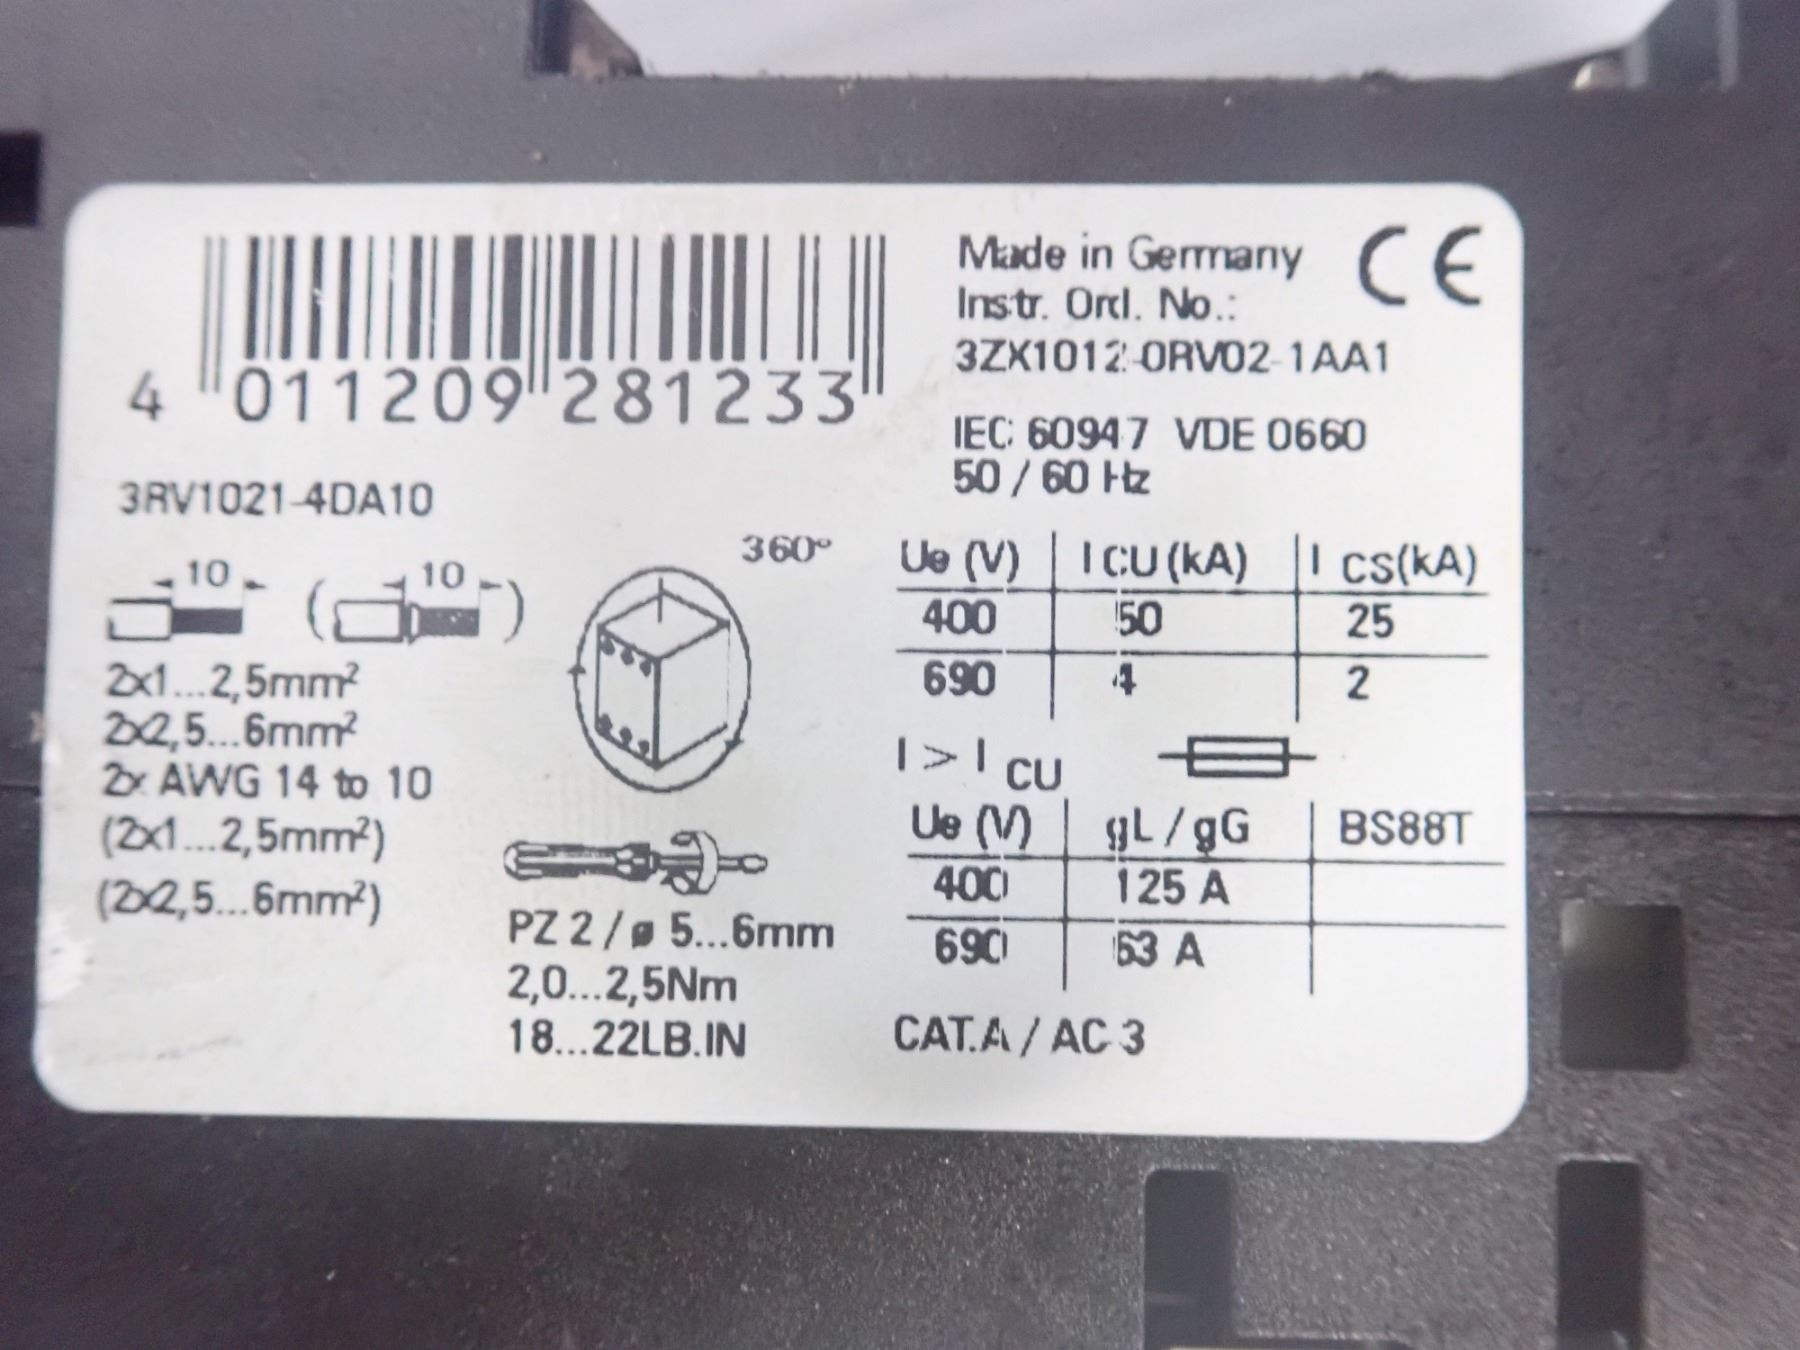 4 011209 281233
3RV1021-4DA10
10 (10)
2x1...2,5mm²
2x2,5...6mm²
2x AWG 14 to 10
(2x1...2,5mm²)
(2x2,5...6mm²)
360°
PZ 2 / ø 5...6mm
2,0...2,5Nm
18...22LB.IN
Made in Germany CE
Instr. Ord. No.:
3ZX1012-0RV02-1AA1
IEC 60947 VDE 0660
50 / 60 Hz
Ue (V) I CU (kA) I CS(kA)
400 50 25
690 4 2
I > I CU
Ue (V) gL / gG BS88T
400 125 A
690 63 A
CAT.A / AC 3